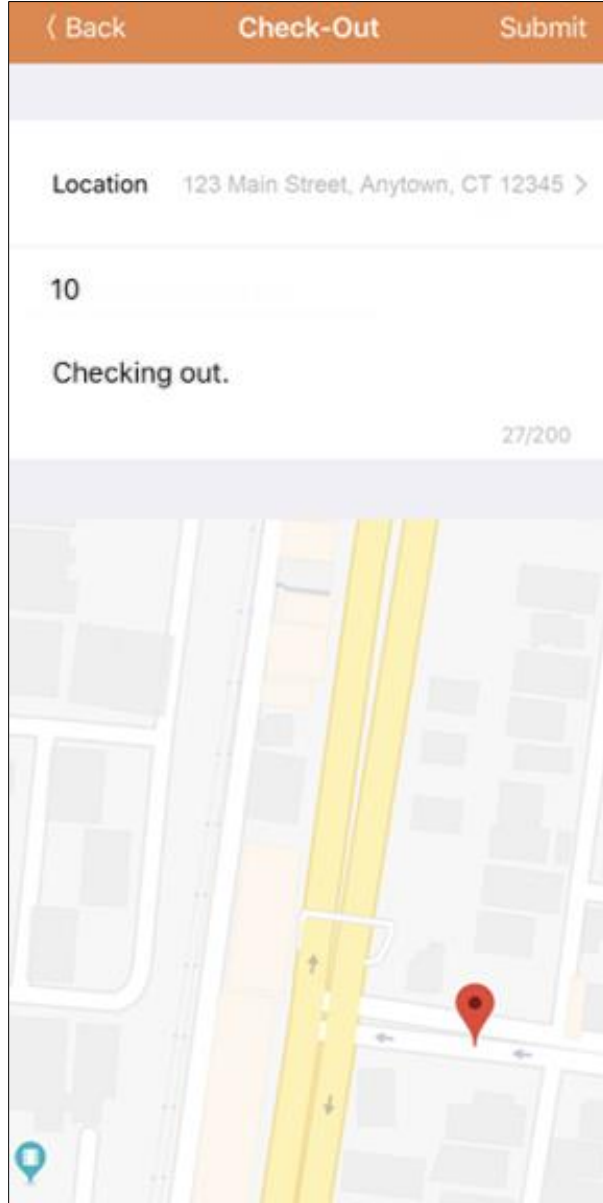 〈 Back Check-Out Submit
Location 123 Main Street, Anytown, CT 12345 >
10
Checking out.
27/200